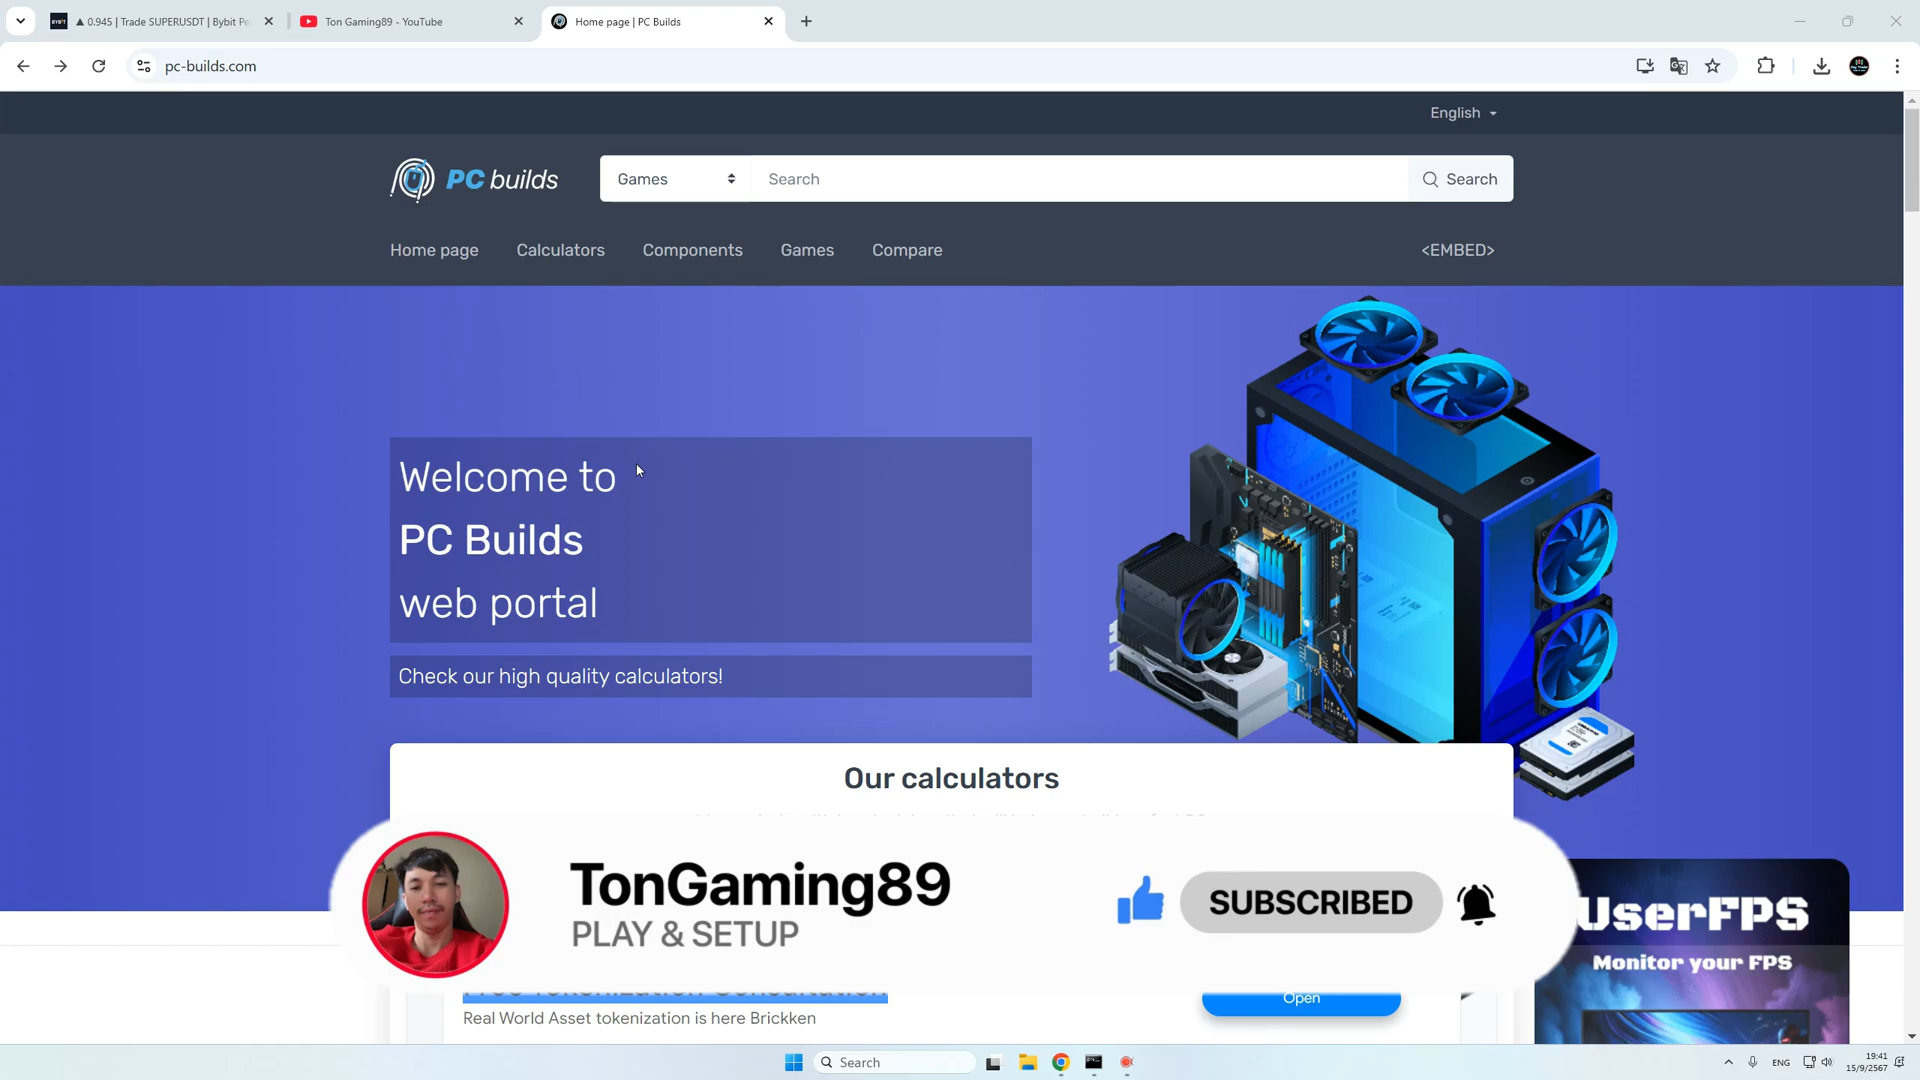 ▲ 0.945 | Trade SUPERUSDT | Bybit Pe
Ton Gaming89 - YouTube
Home page | PC Builds
pc-builds.com
English
PC builds
Games
Search
Search
Home page
Calculators
Components
Games
Compare
<EMBED>
Welcome to
PC Builds
web portal
Check our high quality calculators!
Our calculators
TonGaming89
PLAY & SETUP
SUBSCRIBED
UserFPS
Monitor your FPS
Open
Real World Asset tokenization is here Brickken
Search
ENG
19:41
15/9/2567